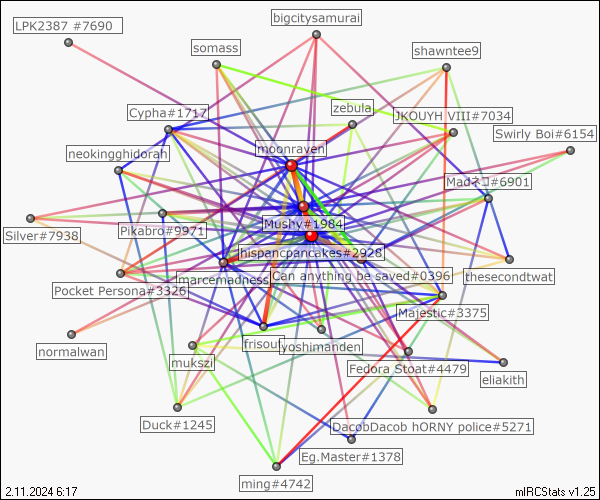 LPK2387 #7690
bigcitysamurai
somass
shawntee9
zebula
Cypha#1717
JKOUYH VIII#7034
Swirly Boi#6154
moonraven
neokingghidorah
Madネコ#6901
Mushy#1984
Silver#7938
Pikabro#9971
hispancpancakes#2928
marcemadness
Can anything be saved#0396
thesecondtwat
Pocket Persona#3326
Majestic#3375
normalwan
frisout
yoshimanden
mukszi
Fedora Stoat#4479
eliakith
Duck#1245
DacobDacob hORNY police#5271
Eg.Master#1378
ming#4742
2.11.2024 6:17
mIRCStats v1.25